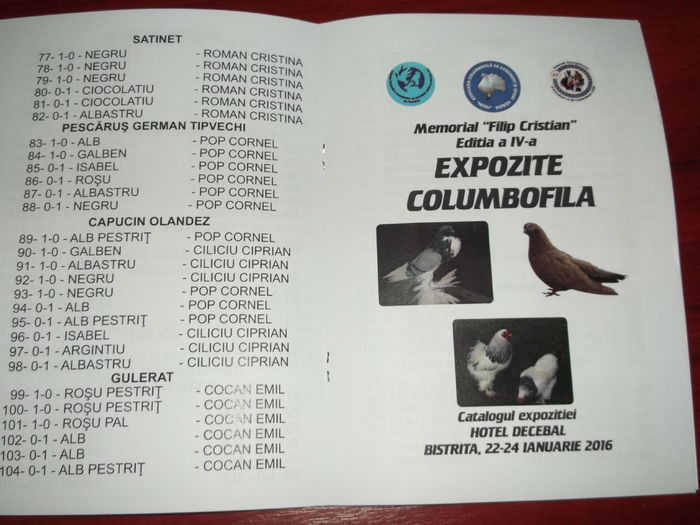 SATINET
77- 1-0 - NEGRU - ROMAN CRISTINA
78- 1-0 - NEGRU - ROMAN CRISTINA
79- 1-0 - NEGRU - ROMAN CRISTINA
80- 0-1 - CIOCOLATIU - ROMAN CRISTINA
81- 0-1 - CIOCOLATIU - ROMAN CRISTINA
82- 0-1 - ALBASTRU - ROMAN CRISTINA
PESCĂRUŞ GERMAN TIPVECHI
83- 1-0 - ALB - POP CORNEL
84- 1-0 - GALBEN - POP CORNEL
85- 0-1 - ISABEL - POP CORNEL
86- 0-1 - ROŞU - POP CORNEL
87- 0-1 - ALBASTRU - POP CORNEL
88- 0-1 - NEGRU - POP CORNEL
CAPUCIN OLANDEZ
89- 1-0 - ALB PESTRIŢ - POP CORNEL
90- 1-0 - GALBEN - CILICIU CIPRIAN
91- 1-0 - ALBASTRU - CILICIU CIPRIAN
92- 1-0 - NEGRU - CILICIU CIPRIAN
93- 1-0 - NEGRU - POP CORNEL
94- 0-1 - ALB - POP CORNEL
95- 0-1 - ALB PESTRIŢ - POP CORNEL
96- 0-1 - ISABEL - CILICIU CIPRIAN
97- 0-1 - ARGINTIU - CILICIU CIPRIAN
98- 0-1 - ALBASTRU - CILICIU CIPRIAN
GULERAT
99- 1-0 - ROŞU PESTRIŢ - COCAN EMIL
100- 1-0 - ROŞU PESTRIŢ - COCAN EMIL
101- 1-0 - ROŞU PAL - COCAN EMIL
102- 0-1 - ALB - COCAN EMIL
103- 0-1 - ALB - COCAN EMIL
104- 0-1 - ALB PESTRIŢ - COCAN EMIL
Memorial "Filip Cristian"
Editia a IV-a
EXPOZITE
COLUMBOFILA
Catalogul expozitiei
HOTEL DECEBAL
BISTRITA, 22-24 IANUARIE 2016